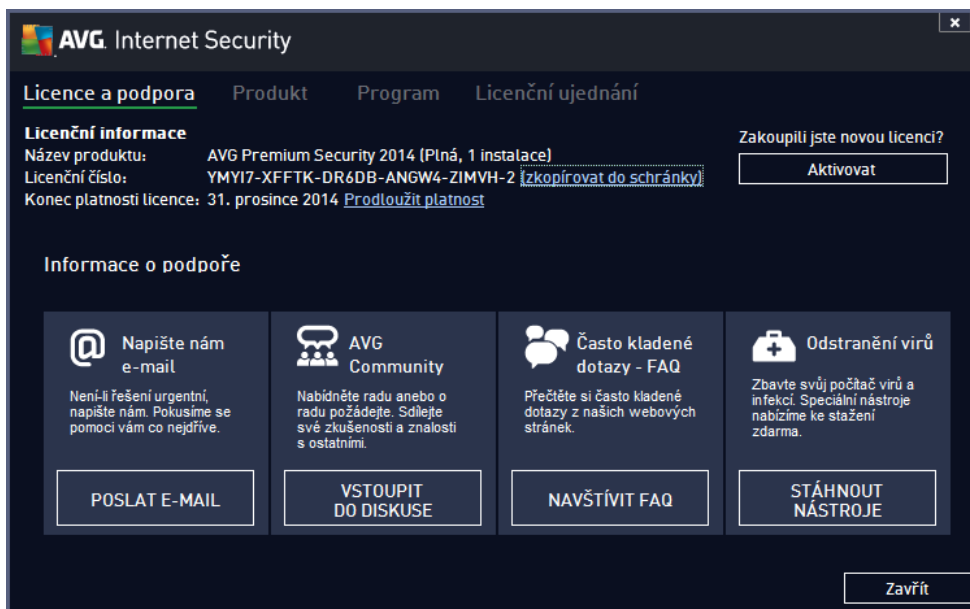 AVG. Internet Security
x
Licence a podpora Produkt Program Licenční ujednání
Licenční informace
Název produktu: AVG Premium Security 2014 (Plná, 1 instalace)
Licenční číslo: YMYI7-XFFTK-DR6DB-ANGW4-ZIMVH-2 (zkopírovat do schránky)
Konec platnosti licence: 31. prosince 2014 Prodloužit platnost
Zakoupili jste novou licenci?
Aktivovat
Informace o podpoře
Napište nám
e-mail
Není-li řešení urgentní,
napište nám. Pokusíme se
pomoci vám co nejdříve.
POSLAT E-MAIL
AVG
Community
Nabídněte radu anebo o
radu požádejte. Sdílejte
své zkušenosti a znalosti
s ostatními.
VSTOUPIT
DO DISKUSE
Často kladené
dotazy - FAQ
Přečtěte si často kladené
dotazy z našich webových
stránek.
NAVŠTÍVIT FAQ
Odstranění virů
Zbavte svůj počítač virů a
infekcí. Speciální nástroje
nabízíme ke stažení
zdarma.
STÁHNOUT
NÁSTROJE
Zavřít